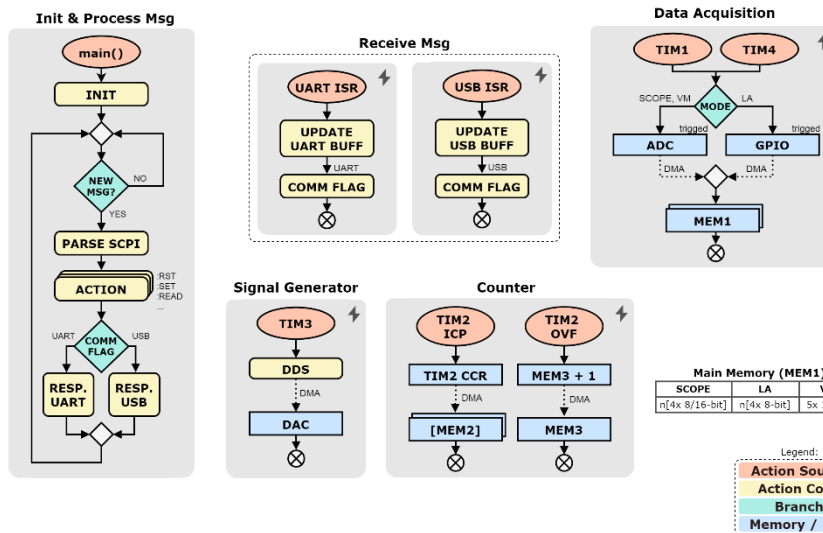 Init & Process Msg
main()
INIT
NEW
MSG?
NO
YES
PARSE SCPI
ACTION
:RST
:SET
:READ
...
UART
COMM
FLAG
USB
RESP.
UART
RESP.
USB
Receive Msg
UART ISR
UPDATE
UART BUFF
UART
COMM FLAG
USB ISR
UPDATE
USB BUFF
USB
COMM FLAG
Data Acquisition
TIM1
TIM4
SCOPE, VM
MODE
LA
trigged
trigged
ADC
GPIO
DMA
DMA
MEM1
Signal Generator
TIM3
DDS
DMA
DAC
Counter
TIM2
ICP
TIM2 CCR
DMA
[MEM2]
TIM2
OVF
MEM3 + 1
DMA
MEM3
Main Memory (MEM1)
SCOPE LA
n[4x 8/16-bit] n[4x 8-bit] 5x
Legend:
Action
Action
Branch
Memory /